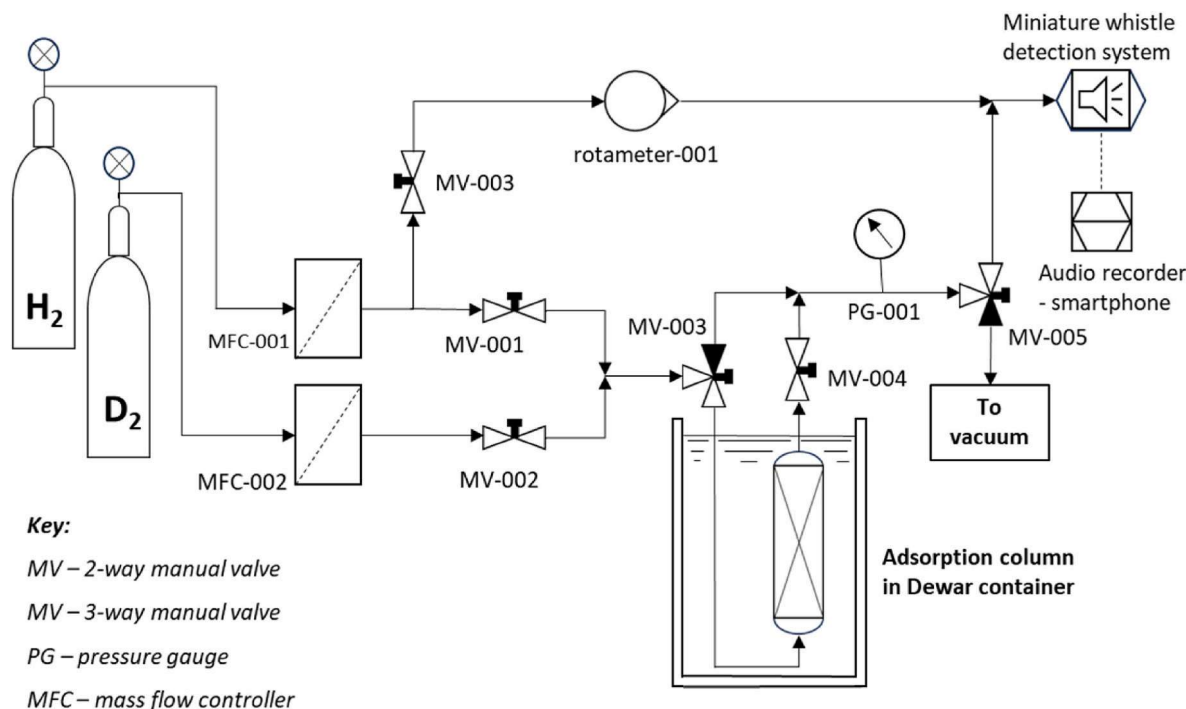 Miniature whistle
detection system
rotameter-001
MV-003
Audio recorder
- smartphone
H2
D2
MFC-001
MV-001
MV-003
PG-001
MV-005
MV-004
To
vacuum
MFC-002
MV-002
Adsorption column
in Dewar container
Key:
MV – 2-way manual valve
MV – 3-way manual valve
PG – pressure gauge
MFC – mass flow controller